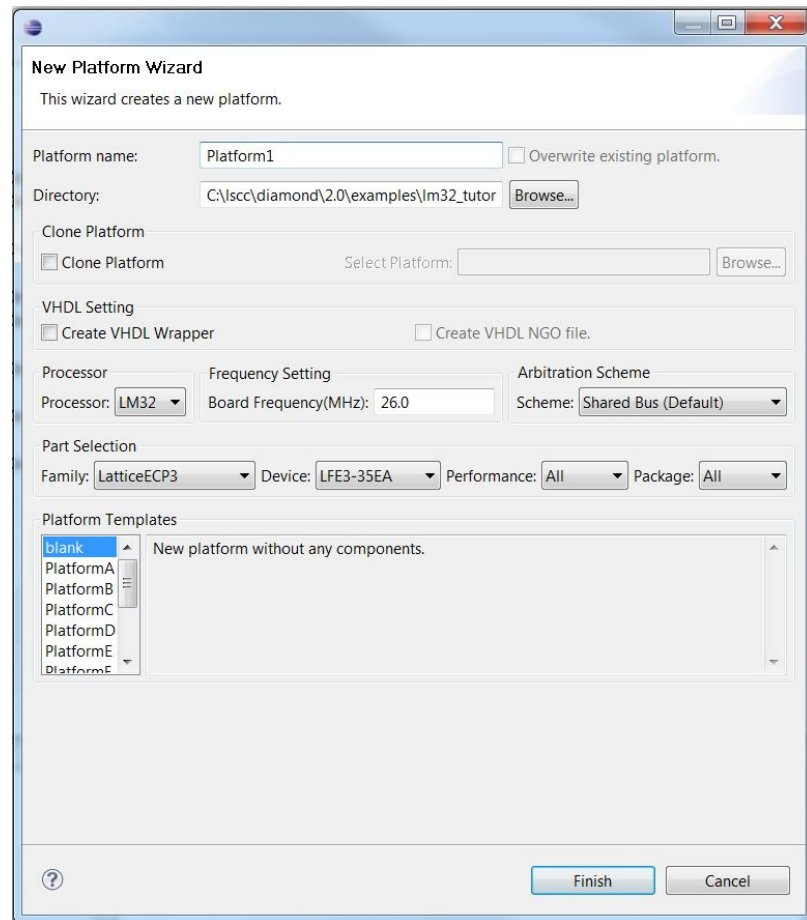 New Platform Wizard
This wizard creates a new platform.
Platform name: Platform1 Overwrite existing platform.
Directory: C:\lscc\diamond\2.0\examples\lm32_tutor Browse...
Clone Platform
Clone Platform Select Platform: Browse...
VHDL Setting
Create VHDL Wrapper Create VHDL NGO file.
Processor Frequency Setting Arbitration Scheme
Processor: LM32 Board Frequency(MHz): 26.0 Scheme: Shared Bus (Default)
Part Selection
Family: LatticeECP3 Device: LFE3-35EA Performance: All Package: All
Platform Templates
blank New platform without any components.
PlatformA
PlatformB
PlatformC
PlatformD
PlatformE
PlatformF
? Finish Cancel